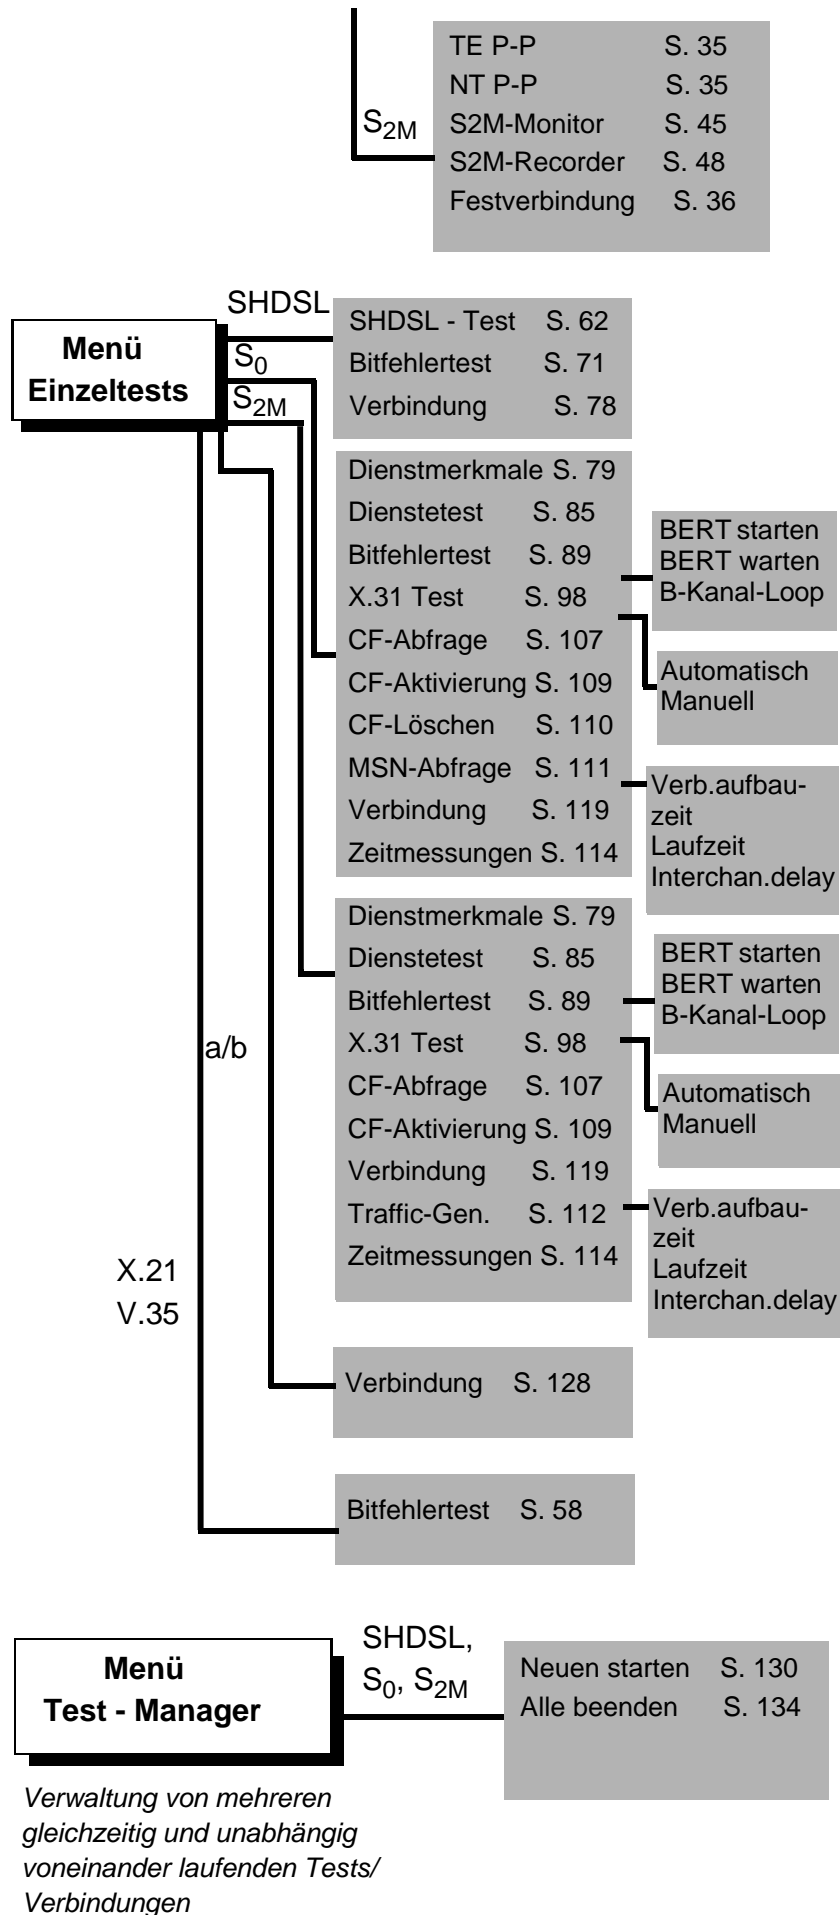 S2M
TE P-P S. 35
NT P-P S. 35
S2M-Monitor S. 45
S2M-Recorder S. 48
Festverbindung S. 36
Menü
Einzeltests
SHDSL
S0
S2M
SHDSL - Test S. 62
Bitfehlertest S. 71
Verbindung S. 78
Dienstmerkmale S. 79
Dienstetest S. 85
Bitfehlertest S. 89
X.31 Test S. 98
CF-Abfrage S. 107
CF-Aktivierung S. 109
CF-Löschen S. 110
MSN-Abfrage S. 111
Verbindung S. 119
Zeitmessungen S. 114
BERT starten
BERT warten
B-Kanal-Loop
Automatisch
Manuell
Verb.aufbau-
zeit
Laufzeit
Interchan.delay
Dienstmerkmale S. 79
Dienstetest S. 85
Bitfehlertest S. 89
X.31 Test S. 98
CF-Abfrage S. 107
CF-Aktivierung S. 109
Verbindung S. 119
Traffic-Gen. S. 112
Zeitmessungen S. 114
BERT starten
BERT warten
B-Kanal-Loop
Automatisch
Manuell
Verb.aufbau-
zeit
Laufzeit
Interchan.delay
a/b
X.21
V.35
Verbindung S. 128
Bitfehlertest S. 58
Menü
Test - Manager
SHDSL,
S0, S2M
Neuen starten S. 130
Alle beenden S. 134
Verwaltung von mehreren
gleichzeitig und unabhängig
voneinander laufenden Tests/
Verbindungen